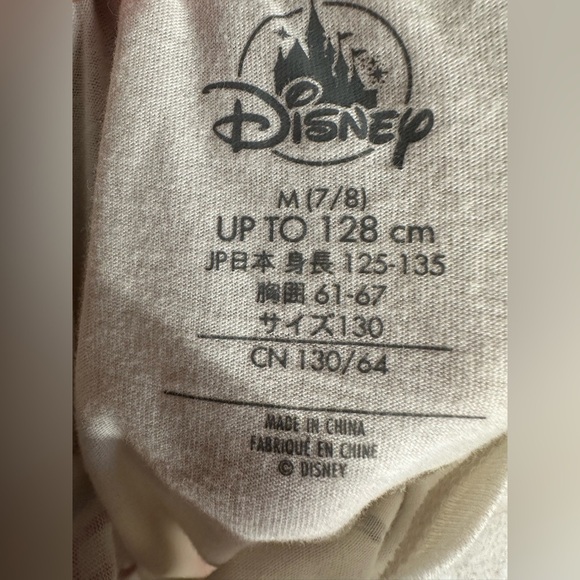 Disney
M (7/8)
UP TO 128 cm
JP日本 身長 125-135
胸囲 61-67
サイズ130
CN 130/64
MADE IN CHINA
FABRIQUÉ EN CHINE
© DISNEY